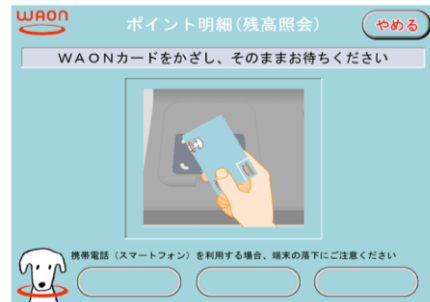 WAON
ポイント明細(残高照会)
やめる
WAONカードをかざし、そのままお待ちください
携帯電話(スマートフォン)を利用する場合、端末の落下にご注意ください